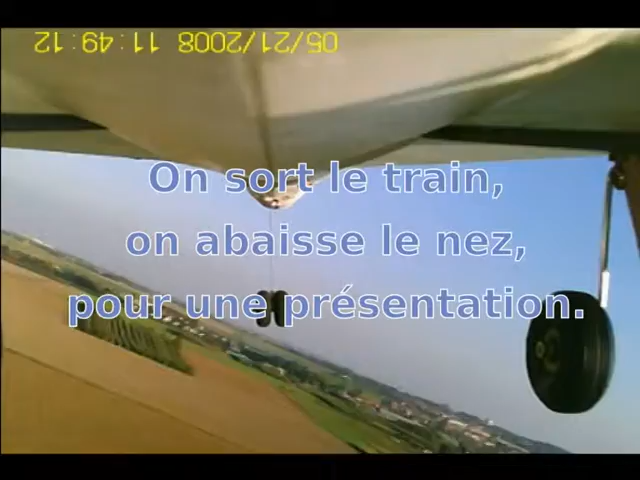 05/21/2008 11:49:12
On sort le train,
on abaisse le nez,
pour une présentation.